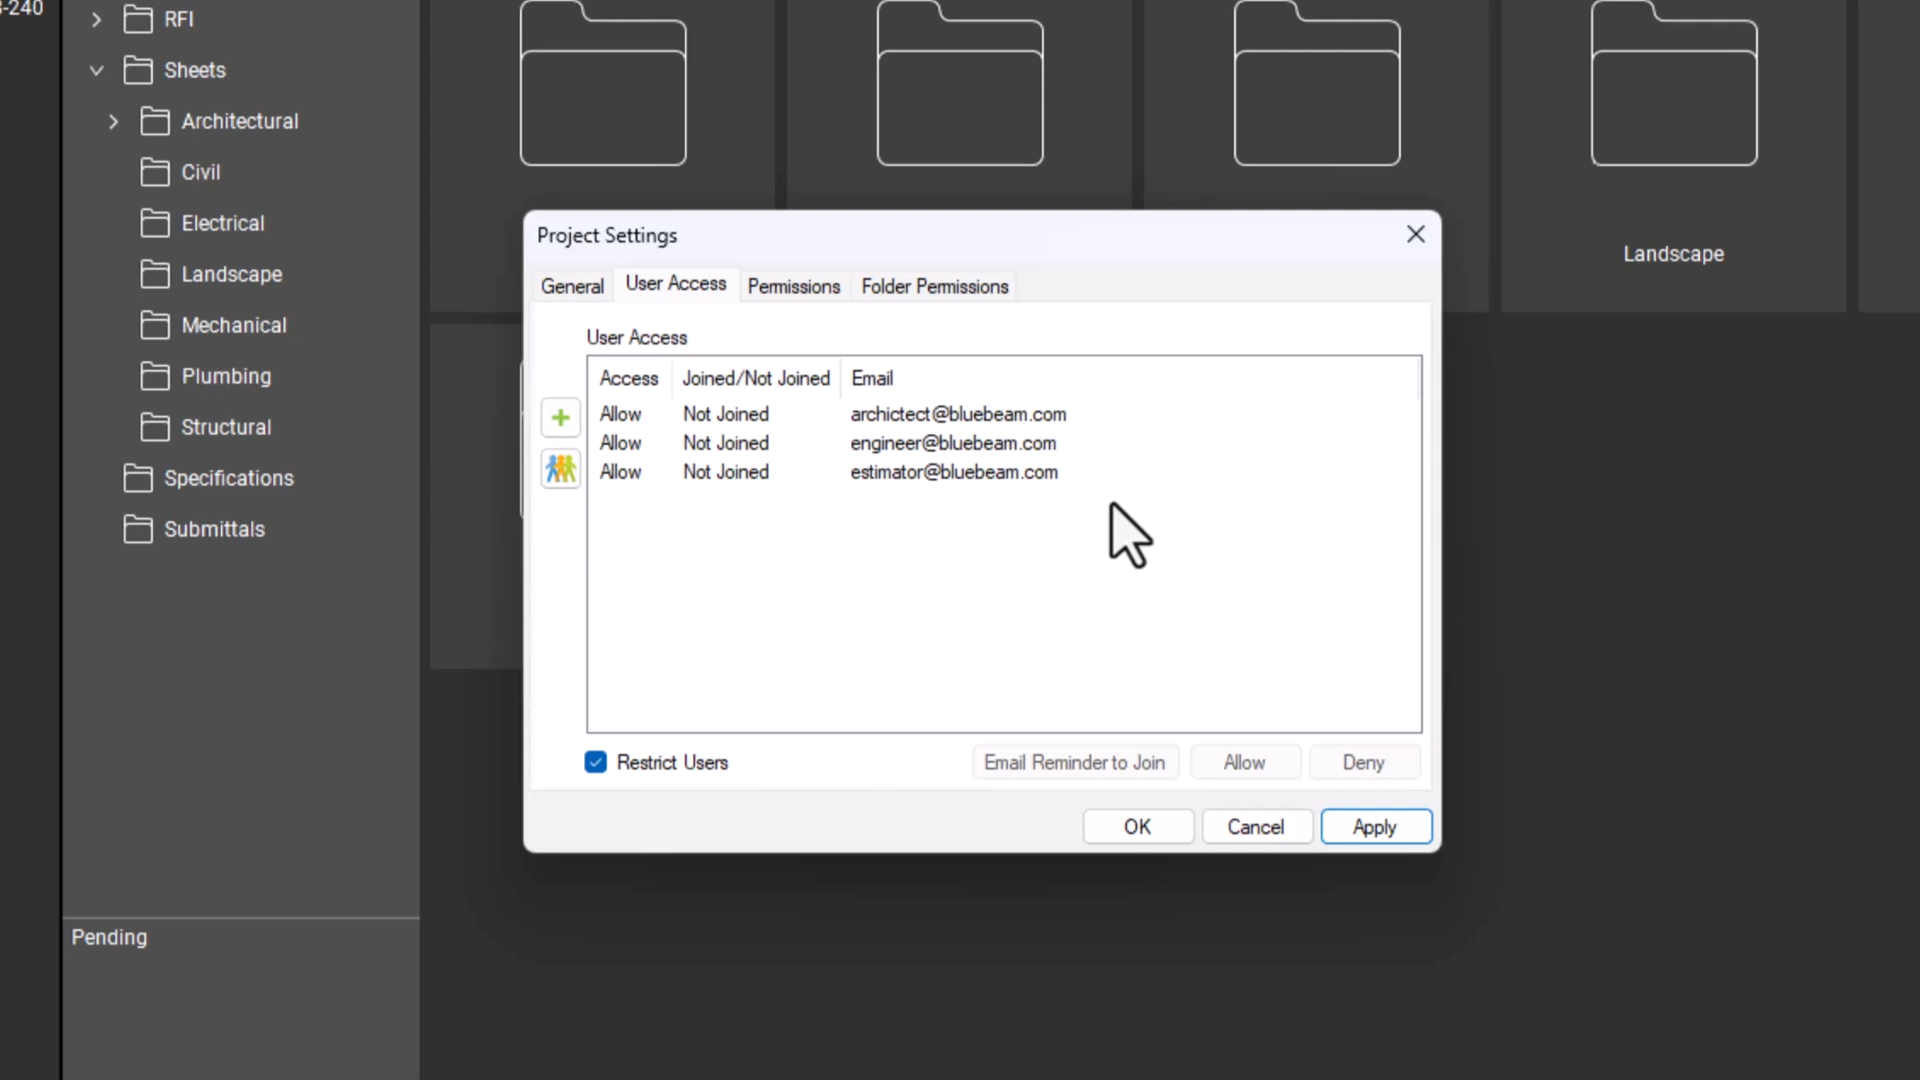 3-240
RFI
Sheets
Architectural
Civil
Electrical
Landscape
Mechanical
Plumbing
Structural
Specifications
Submittals
Pending
Landscape
Project Settings
General User Access Permissions Folder Permissions
User Access
Access Joined/Not Joined Email
Allow Not Joined archictect@bluebeam.com
Allow Not Joined engineer@bluebeam.com
Allow Not Joined estimator@bluebeam.com
Restrict Users Email Reminder to Join Allow Deny
OK Cancel Apply